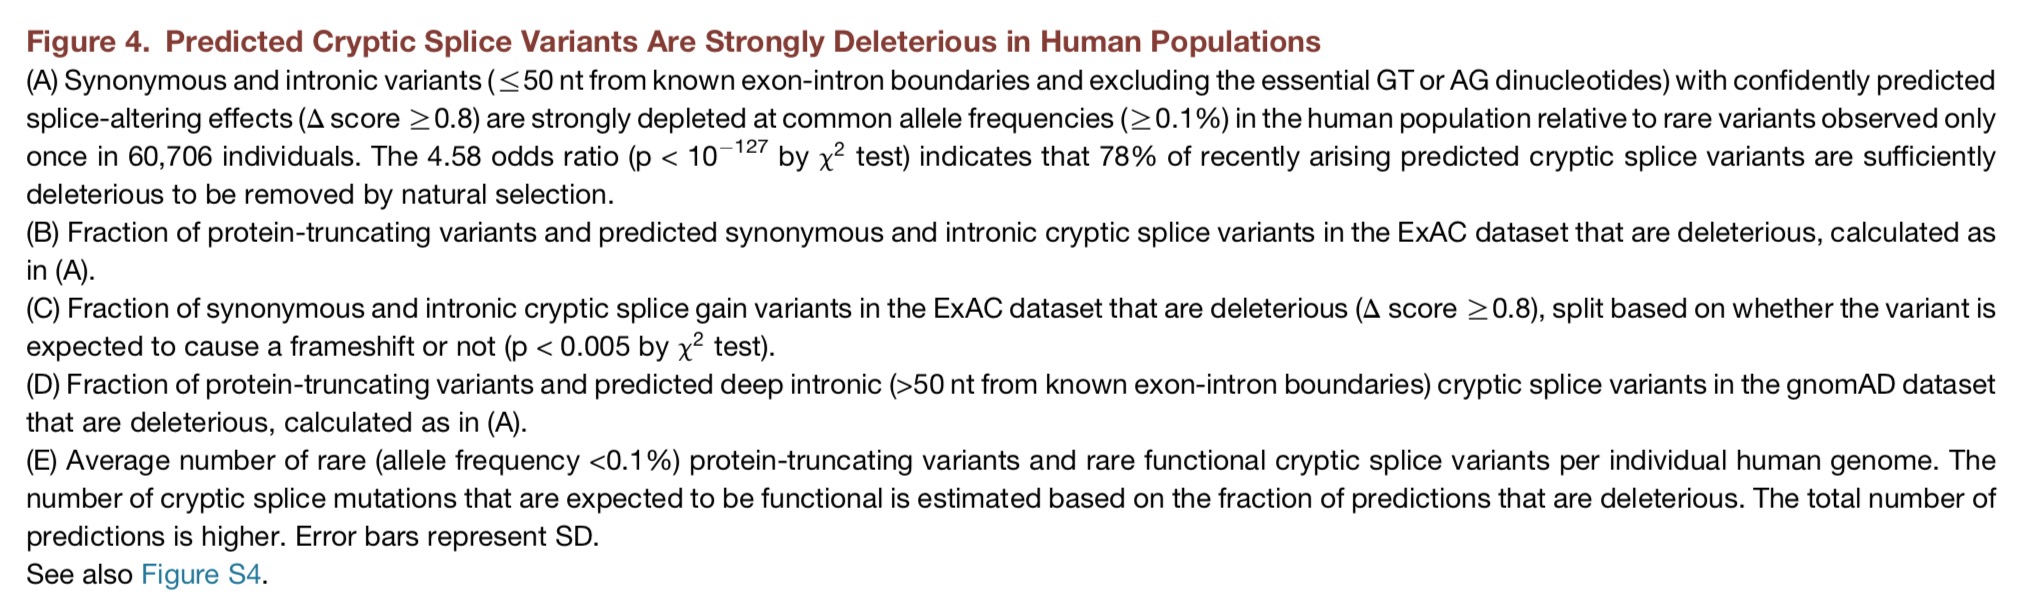 Figure 4. Predicted Cryptic Splice Variants Are Strongly Deleterious in Human Populations
(A) Synonymous and intronic variants (≤50 nt from known exon-intron boundaries and excluding the essential GT or AG dinucleotides) with confidently predicted
splice-altering effects (Δ score ≥0.8) are strongly depleted at common allele frequencies (≥0.1%) in the human population relative to rare variants observed only
once in 60,706 individuals. The 4.58 odds ratio (p < 10⁻¹²⁷ by χ² test) indicates that 78% of recently arising predicted cryptic splice variants are sufficiently
deleterious to be removed by natural selection.
(B) Fraction of protein-truncating variants and predicted synonymous and intronic cryptic splice variants in the ExAC dataset that are deleterious, calculated as
in (A).
(C) Fraction of synonymous and intronic cryptic splice gain variants in the ExAC dataset that are deleterious (Δ score ≥0.8), split based on whether the variant is
expected to cause a frameshift or not (p < 0.005 by χ² test).
(D) Fraction of protein-truncating variants and predicted deep intronic (>50 nt from known exon-intron boundaries) cryptic splice variants in the gnomAD dataset
that are deleterious, calculated as in (A).
(E) Average number of rare (allele frequency <0.1%) protein-truncating variants and rare functional cryptic splice variants per individual human genome. The
number of cryptic splice mutations that are expected to be functional is estimated based on the fraction of predictions that are deleterious. The total number of
predictions is higher. Error bars represent SD.
See also Figure S4.